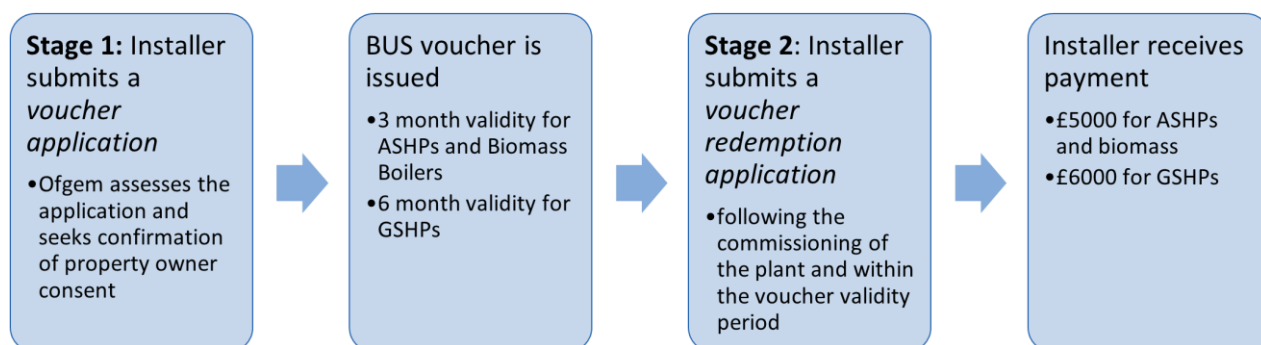 Stage 1: Installer
submits a
voucher
application
•Ofgem assesses the
application and
seeks confirmation
of property owner
consent
BUS voucher is
issued
•3 month validity for
ASHPs and Biomass
Boilers
•6 month validity for
GSHPs
Stage 2: Installer
submits a
voucher
redemption
application
•following the
commissioning of
the plant and within
the voucher validity
period
Installer receives
payment
•£5000 for ASHPs
and biomass
•£6000 for GSHPs